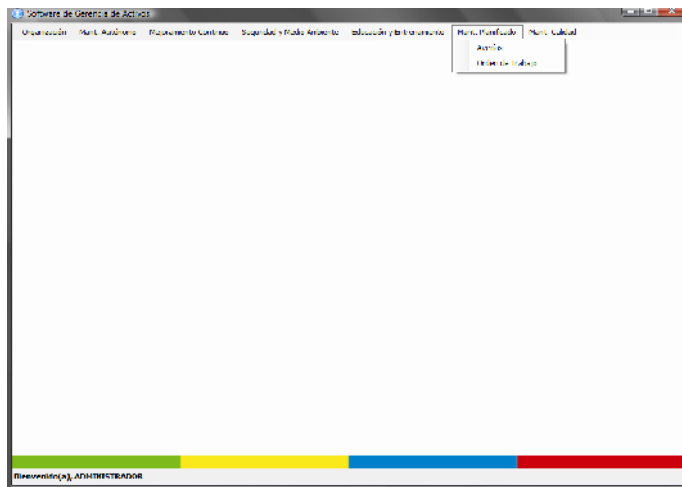 Software de Gerencia de Activos
Organización Mant. Autónomo Mejoramiento Continuo Seguridad y Medio Ambiente Educación y Entrenamiento Mant. Planificado Mant. Calidad
Averías
Orden de Trabajo
Bienvenido(a), ADMINISTRADOR